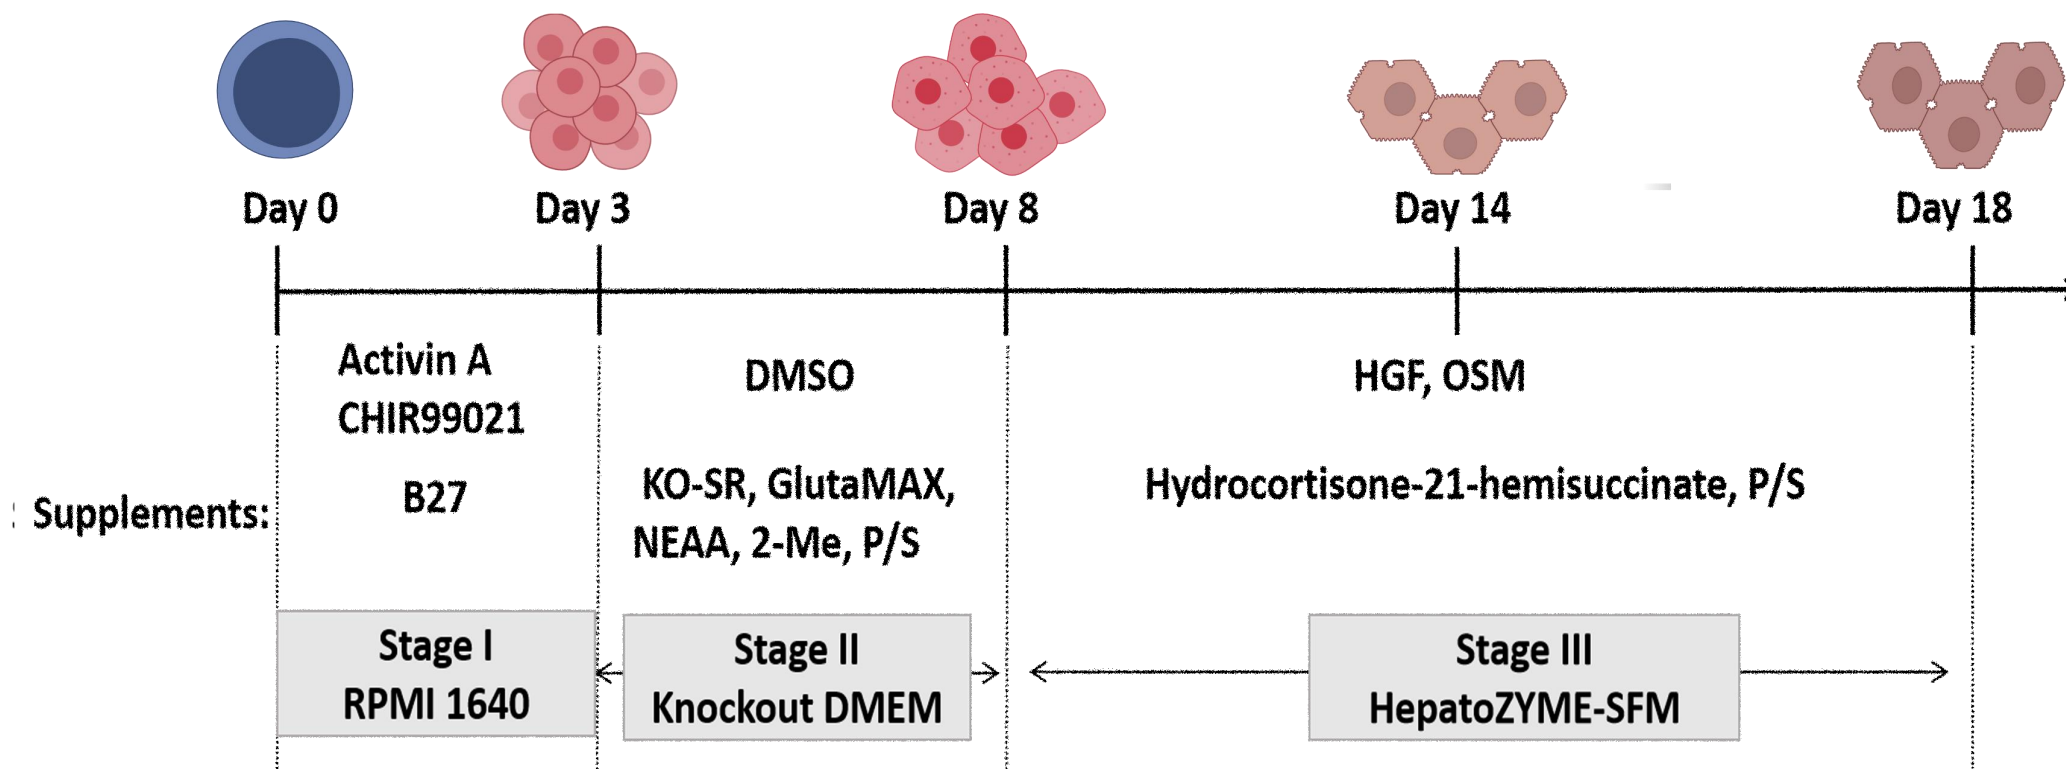 Day 0
Day 3
Day 8
Day 14
Day 18
Activin A
CHIR99021
DMSO
HGF, OSM
Supplements:
B27
KO-SR, GlutaMAX,
NEAA, 2-Me, P/S
Hydrocortisone-21-hemisuccinate, P/S
Stage I
RPMI 1640
Stage II
Knockout DMEM
Stage III
HepatoZYME-SFM